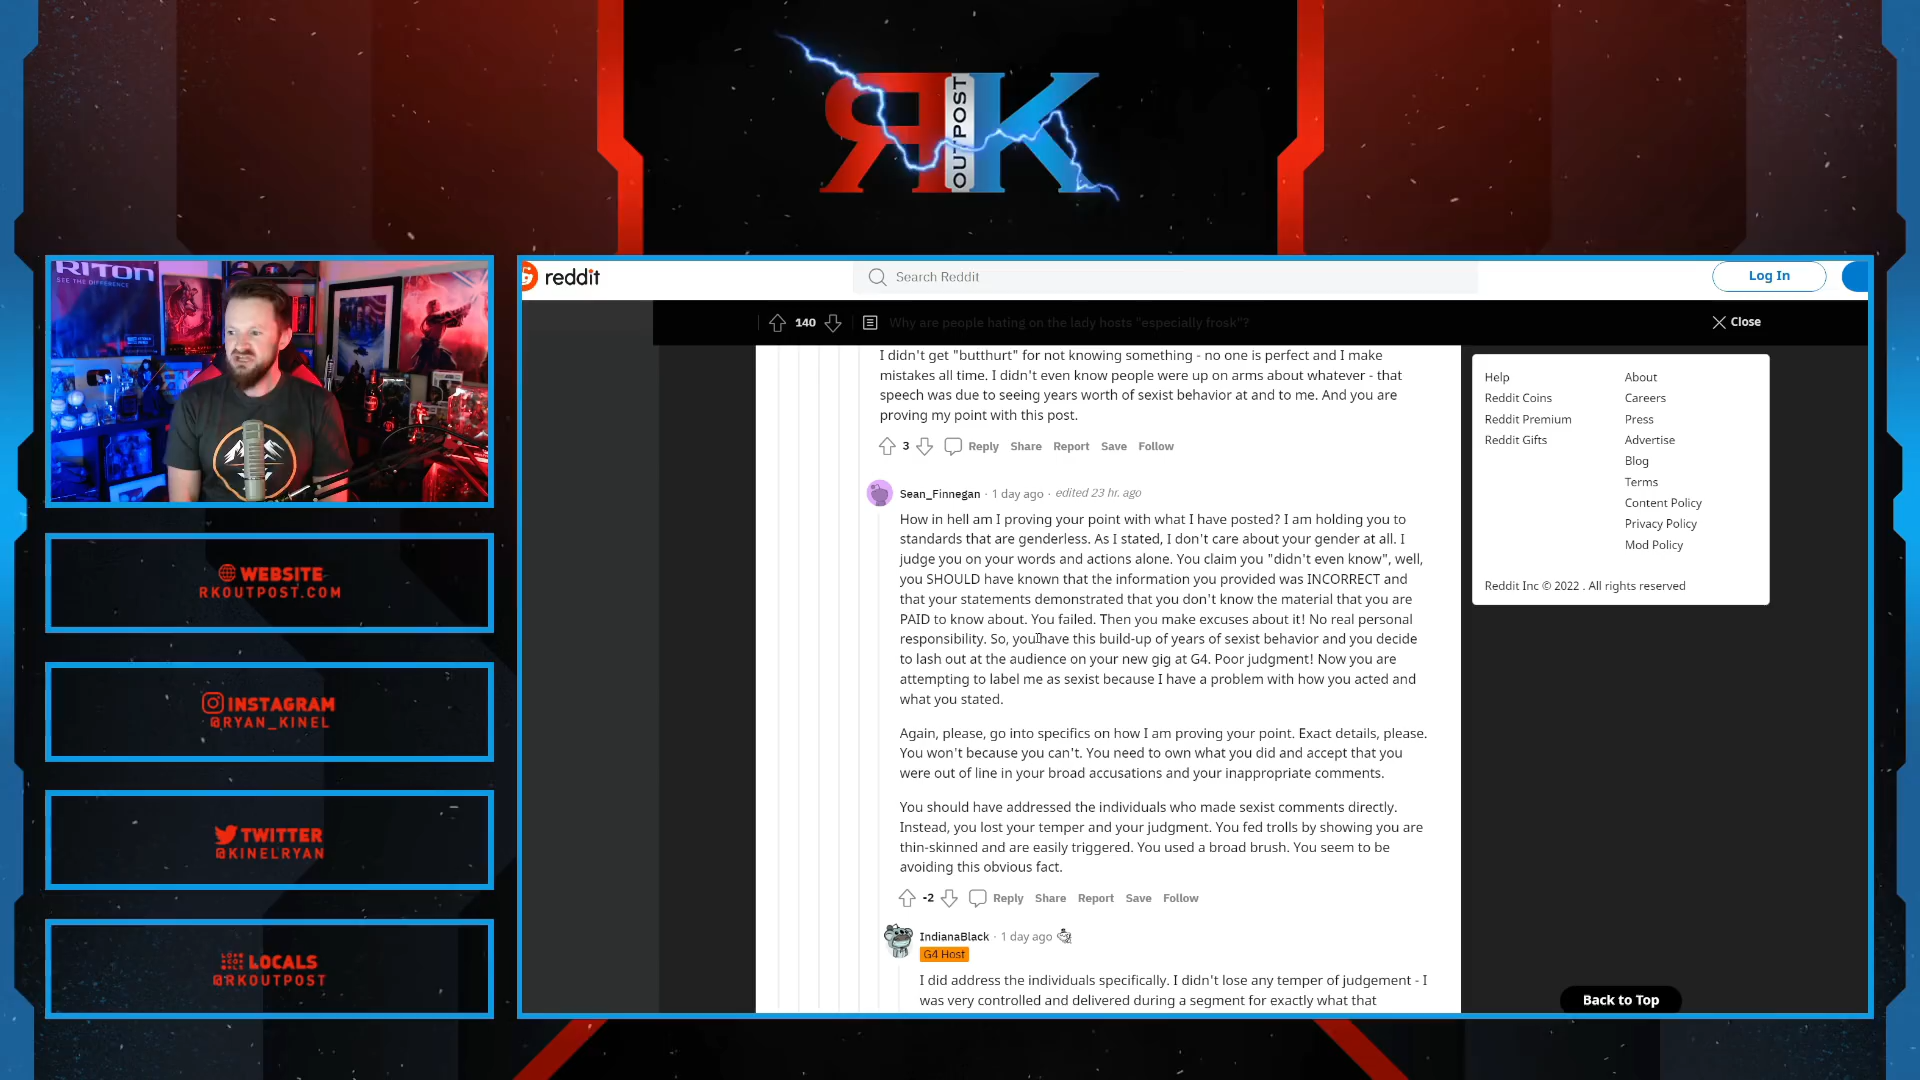 RK
OUTPOST
RITON
SEE THE DIFFERENCE
WEBSITE
RKOUTPOST.COM
INSTAGRAM
@RYAN_KINEL
TWITTER
@KINELRYAN
LOCALS
@RKOUTPOST
reddit
Search Reddit
Log In
140
Why are people hating on the lady hosts "especially frosk"?
Close
I didn't get "butthurt" for not knowing something - no one is perfect and I make
mistakes all time. I didn't even know people were up on arms about whatever - that
speech was due to seeing years worth of sexist behavior at and to me. And you are
proving my point with this post.
3 Reply Share Report Save Follow
Sean_Finnegan · 1 day ago · edited 23 hr. ago
How in hell am I proving your point with what I have posted? I am holding you to
standards that are genderless. As I stated, I don't care about your gender at all. I
judge you on your words and actions alone. You claim you "didn't even know", well,
you SHOULD have known that the information you provided was INCORRECT and
that your statements demonstrated that you don't know the material that you are
PAID to know about. You failed. Then you make excuses about it! No real personal
responsibility. So, you have this build-up of years of sexist behavior and you decide
to lash out at the audience on your new gig at G4. Poor judgment! Now you are
attempting to label me as sexist because I have a problem with how you acted and
what you stated.
Again, please, go into specifics on how I am proving your point. Exact details, please.
You won't because you can't. You need to own what you did and accept that you
were out of line in your broad accusations and your inappropriate comments.
You should have addressed the individuals who made sexist comments directly.
Instead, you lost your temper and your judgment. You fed trolls by showing you are
thin-skinned and are easily triggered. You used a broad brush. You seem to be
avoiding this obvious fact.
-2 Reply Share Report Save Follow
IndianaBlack · 1 day ago
G4 Host
I did address the individuals specifically. I didn't lose any temper of judgement - I
was very controlled and delivered during a segment for exactly what that
Help
Reddit Coins
Reddit Premium
Reddit Gifts
About
Careers
Press
Advertise
Blog
Terms
Content Policy
Privacy Policy
Mod Policy
Reddit Inc © 2022 . All rights reserved
Back to Top